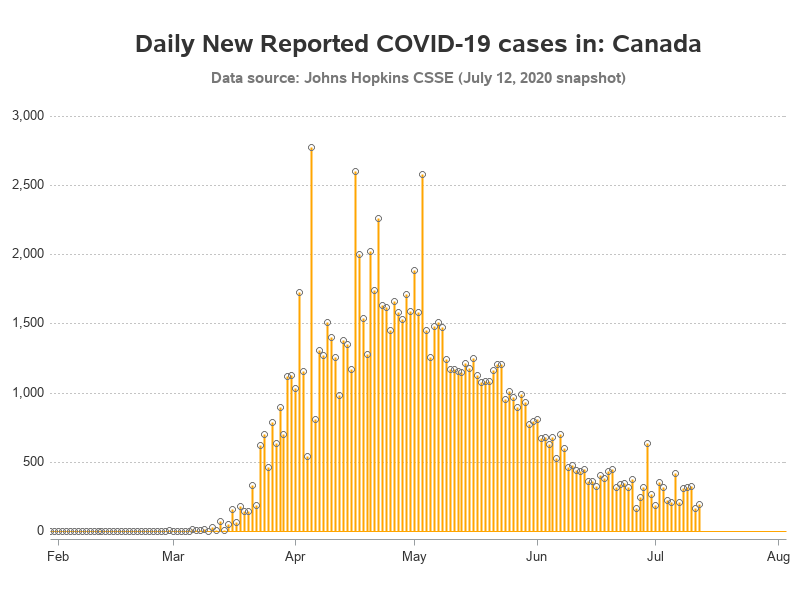 Daily New Reported COVID-19 cases in: Canada
Data source: Johns Hopkins CSSE (July 12, 2020 snapshot)
3,000
2,500
2,000
1,500
1,000
500
0
Feb Mar Apr May Jun Jul Aug